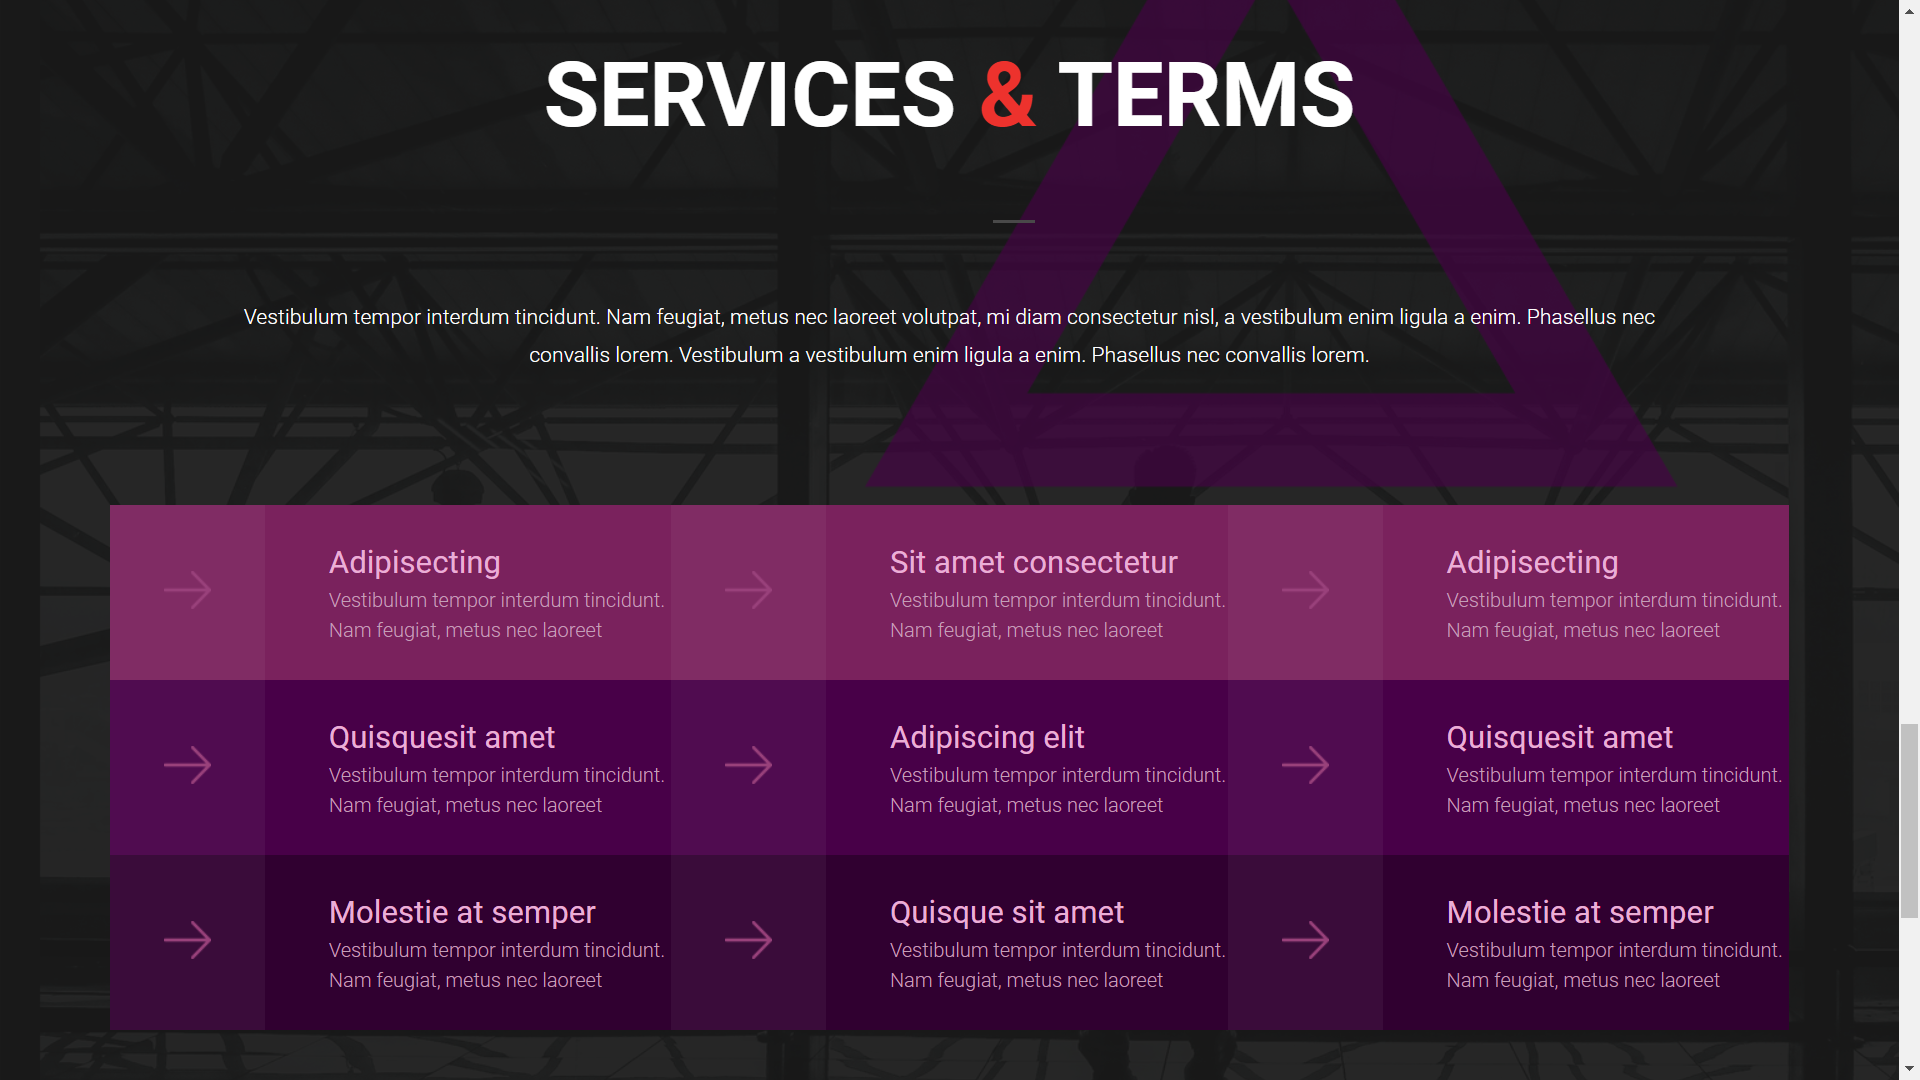 SERVICES & TERMS
Vestibulum tempor interdum tincidunt. Nam feugiat, metus nec laoreet volutpat, mi diam consectetur nisl, a vestibulum enim ligula a enim. Phasellus nec
convallis lorem. Vestibulum a vestibulum enim ligula a enim. Phasellus nec convallis lorem.
Adipisecting
Vestibulum tempor interdum tincidunt.
Nam feugiat, metus nec laoreet
Sit amet consectetur
Vestibulum tempor interdum tincidunt.
Nam feugiat, metus nec laoreet
Adipisecting
Vestibulum tempor interdum tincidunt.
Nam feugiat, metus nec laoreet
Quisquesit amet
Vestibulum tempor interdum tincidunt.
Nam feugiat, metus nec laoreet
Adipiscing elit
Vestibulum tempor interdum tincidunt.
Nam feugiat, metus nec laoreet
Quisquesit amet
Vestibulum tempor interdum tincidunt.
Nam feugiat, metus nec laoreet
Molestie at semper
Vestibulum tempor interdum tincidunt.
Nam feugiat, metus nec laoreet
Quisque sit amet
Vestibulum tempor interdum tincidunt.
Nam feugiat, metus nec laoreet
Molestie at semper
Vestibulum tempor interdum tincidunt.
Nam feugiat, metus nec laoreet